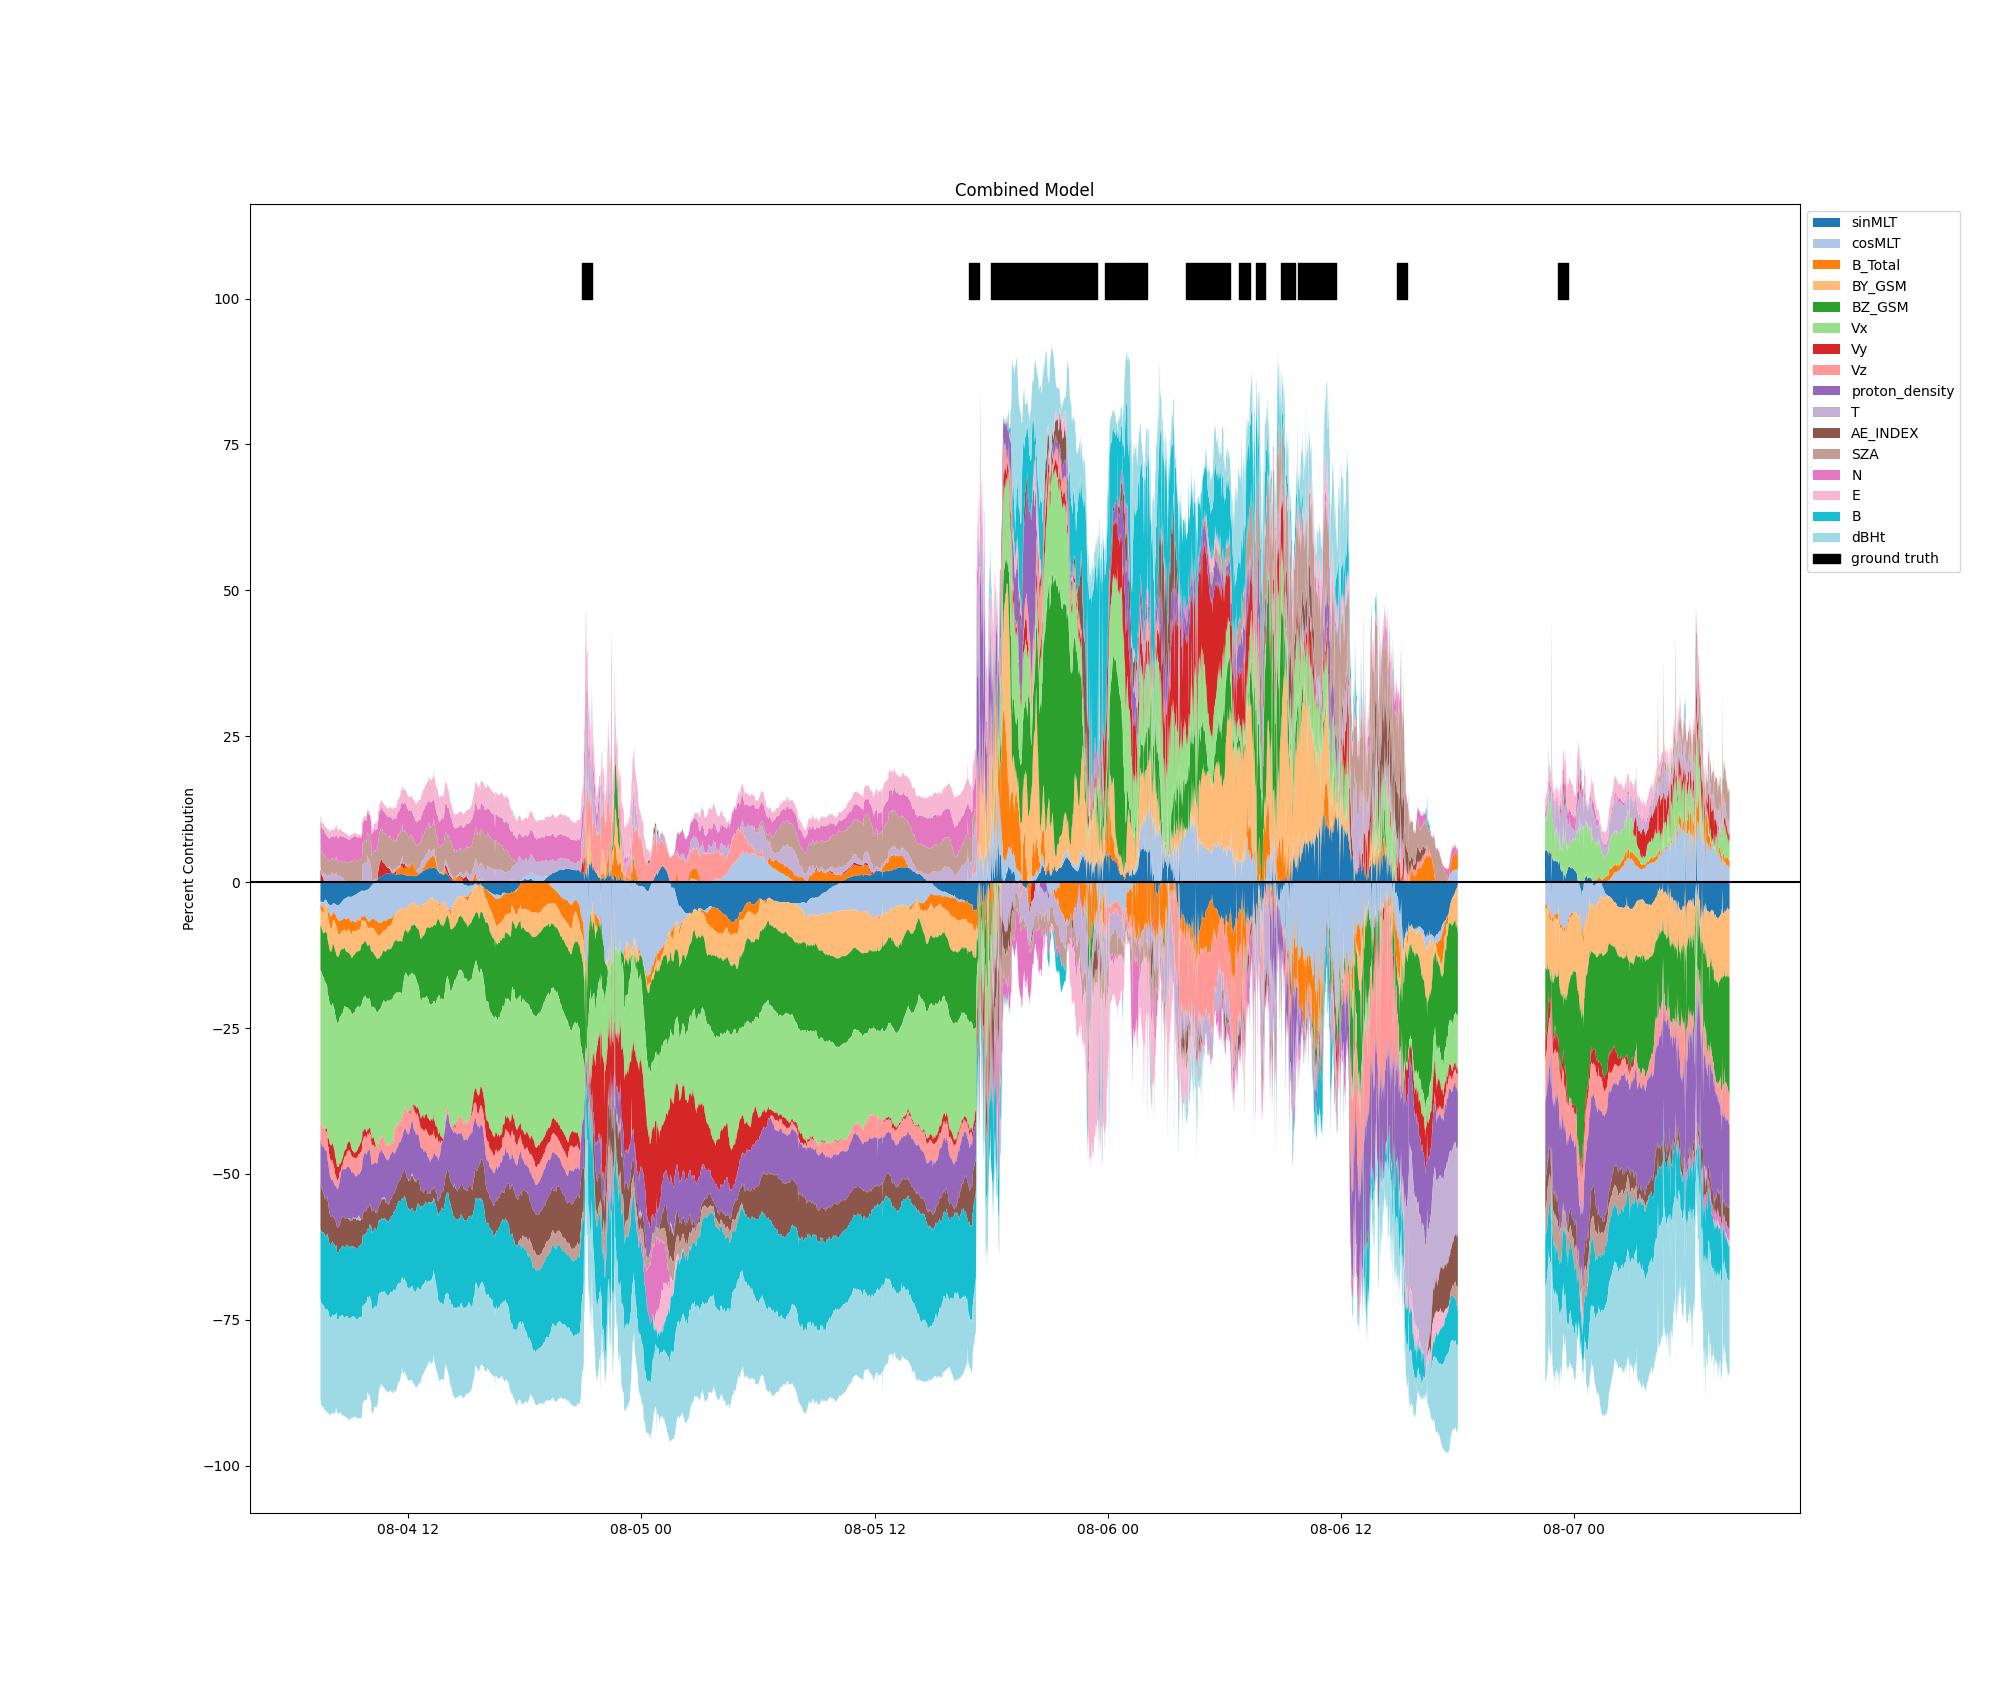 Combined Model
Percent Contribution
100
75
50
25
0
−25
−50
−75
−100
08-04 12
08-05 00
08-05 12
08-06 00
08-06 12
08-07 00
sinMLT
cosMLT
B_Total
BY_GSM
BZ_GSM
Vx
Vy
Vz
proton_density
T
AE_INDEX
SZA
N
E
B
dBHt
ground truth